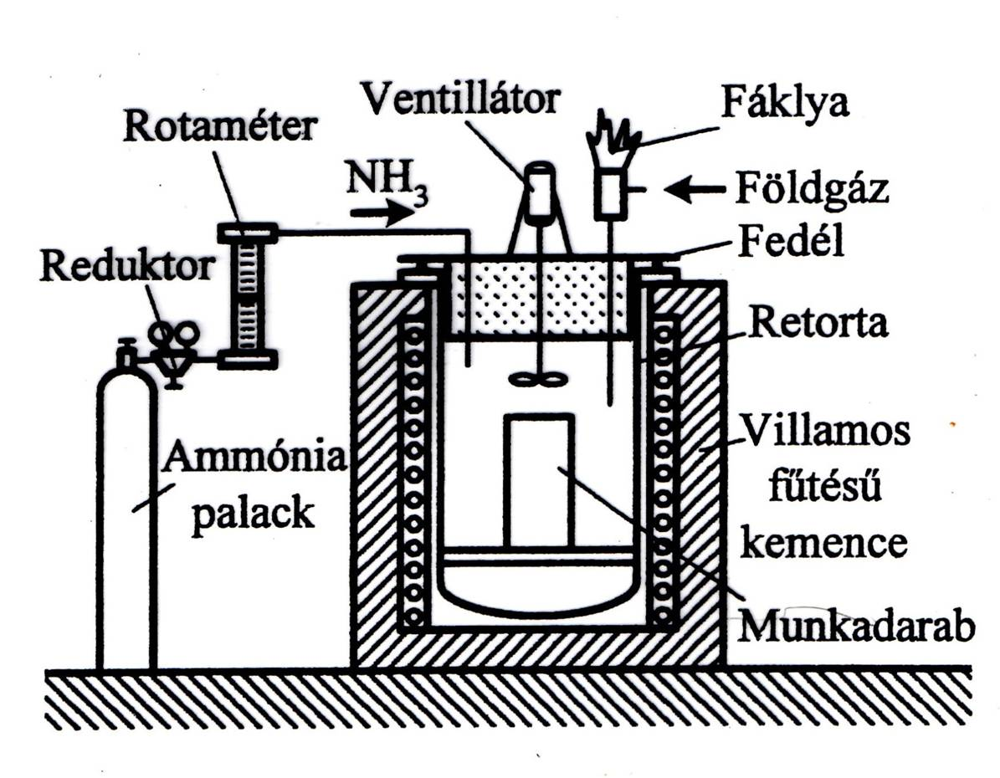 Ventillátor
Fáklya
Rotaméter
NH₃
Földgáz
Fedél
Reduktor
Retorta
Villamos
fűtésű
kemence
Ammónia
palack
Munkadarab